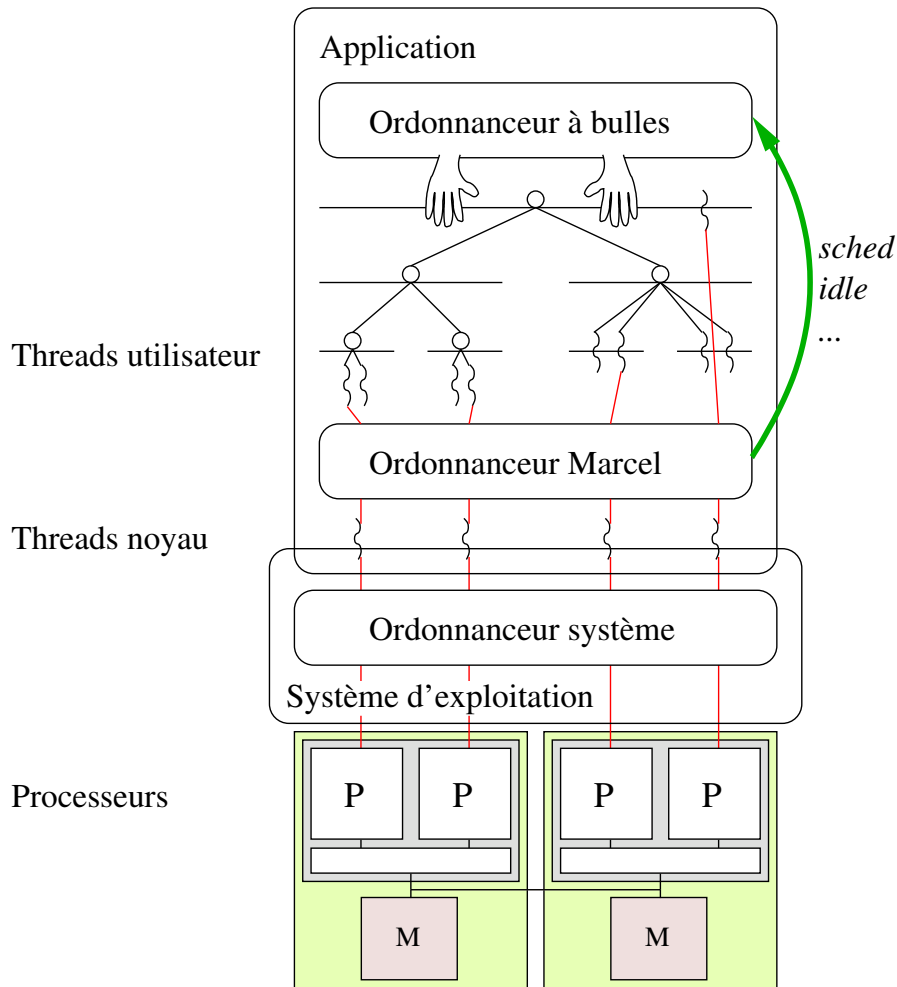 Application
Ordonnanceur à bulles
sched
idle
...
Threads utilisateur
Ordonnanceur Marcel
Threads noyau
Ordonnanceur système
Système d'exploitation
Processeurs
P P P P
M M